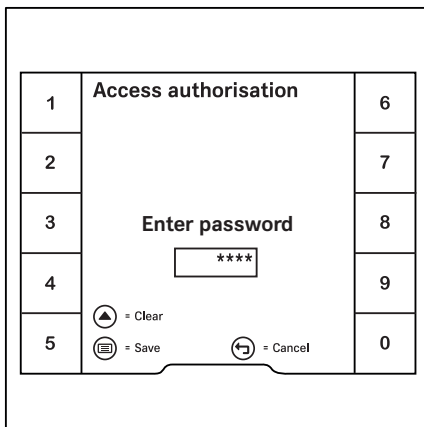 Access authorisation
1
6
2
7
3
8
Enter password
****
4
9
= Clear
5
= Save
= Cancel
0